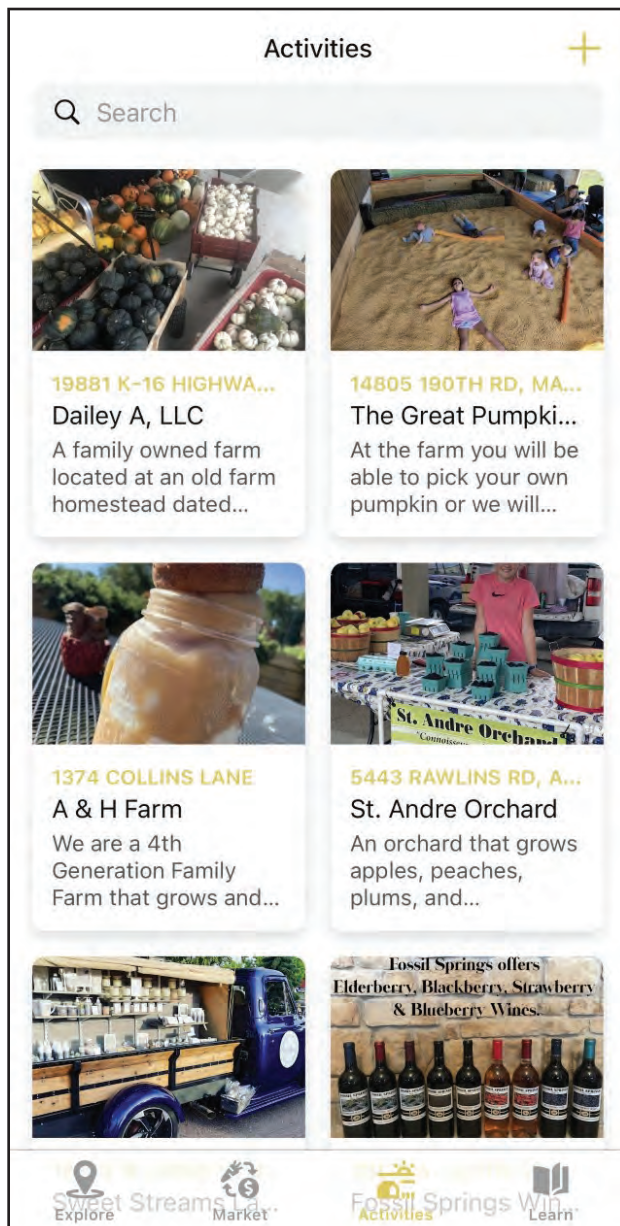 Activities
Search
19881 K-16 HIGHWA...
Dailey A, LLC
A family owned farm
located at an old farm
homestead dated...
14805 190TH RD, MA...
The Great Pumpki...
At the farm you will be
able to pick your own
pumpkin or we will...
1374 COLLINS LANE
A & H Farm
We are a 4th
Generation Family
Farm that grows and...
St. Andre Orchard
5443 RAWLINS RD, A...
St. Andre Orchard
An orchard that grows
apples, peaches,
plums, and...
Fossil Springs offers
Elderberry, Blackberry, Strawberry
& Blueberry Wines.
Sweet Streams La...
Fossil Springs Win...
Explore
Market
Activities
Learn